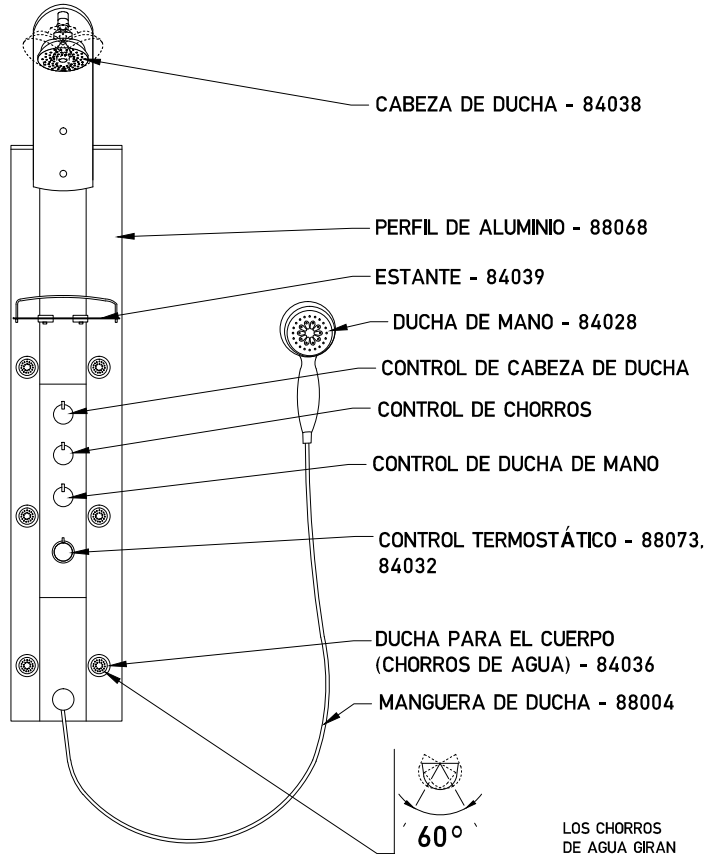 CABEZA DE DUCHA - 84038
PERFIL DE ALUMINIO - 88068
ESTANTE - 84039
DUCHA DE MANO - 84028
CONTROL DE CABEZA DE DUCHA
CONTROL DE CHORROS
CONTROL DE DUCHA DE MANO
CONTROL TERMOSTÁTICO - 88073,
84032
DUCHA PARA EL CUERPO
(CHORROS DE AGUA) - 84036
MANGUERA DE DUCHA - 88004
60°
LOS CHORROS
DE AGUA GIRAN